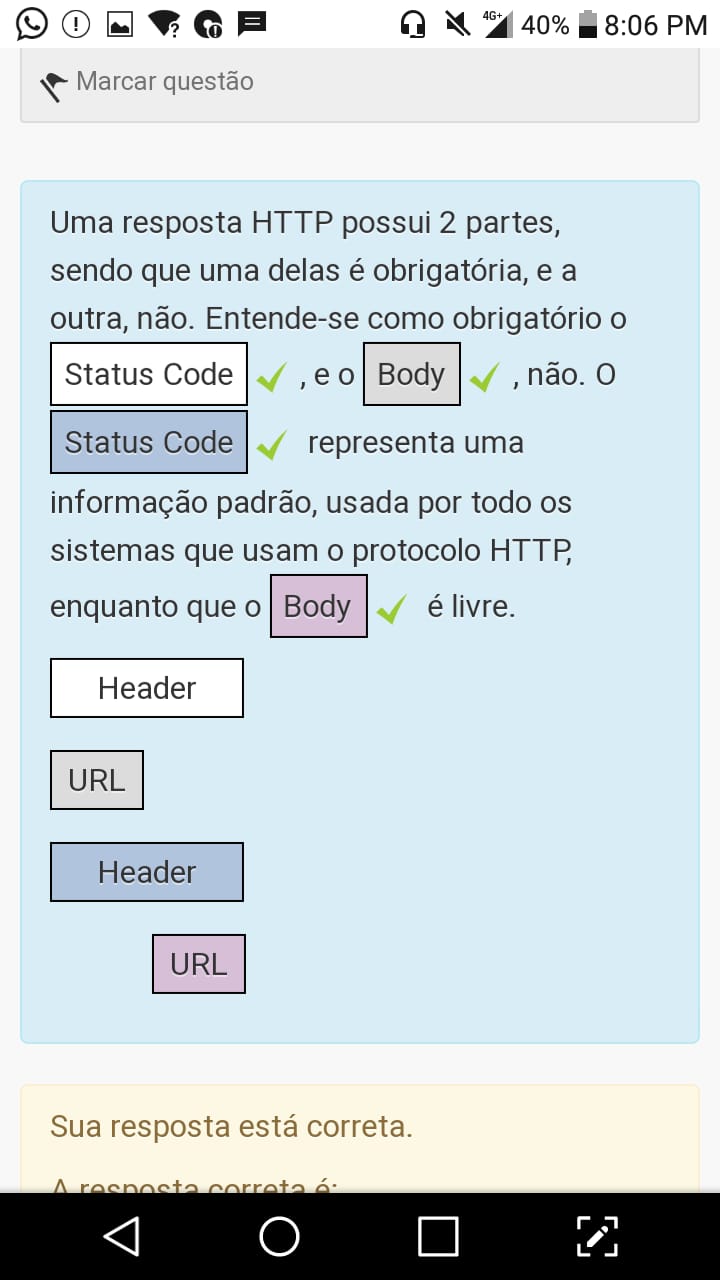 4G+ 40% 8:06 PM
Marcar questão
Uma resposta HTTP possui 2 partes,
sendo que uma delas é obrigatória, e a
outra, não. Entende-se como obrigatório o
Status Code , e o Body , não. O
Status Code representa uma
informação padrão, usada por todo os
sistemas que usam o protocolo HTTP,
enquanto que o Body é livre.
Header
URL
Header
URL
Sua resposta está correta.
A resposta correta é: